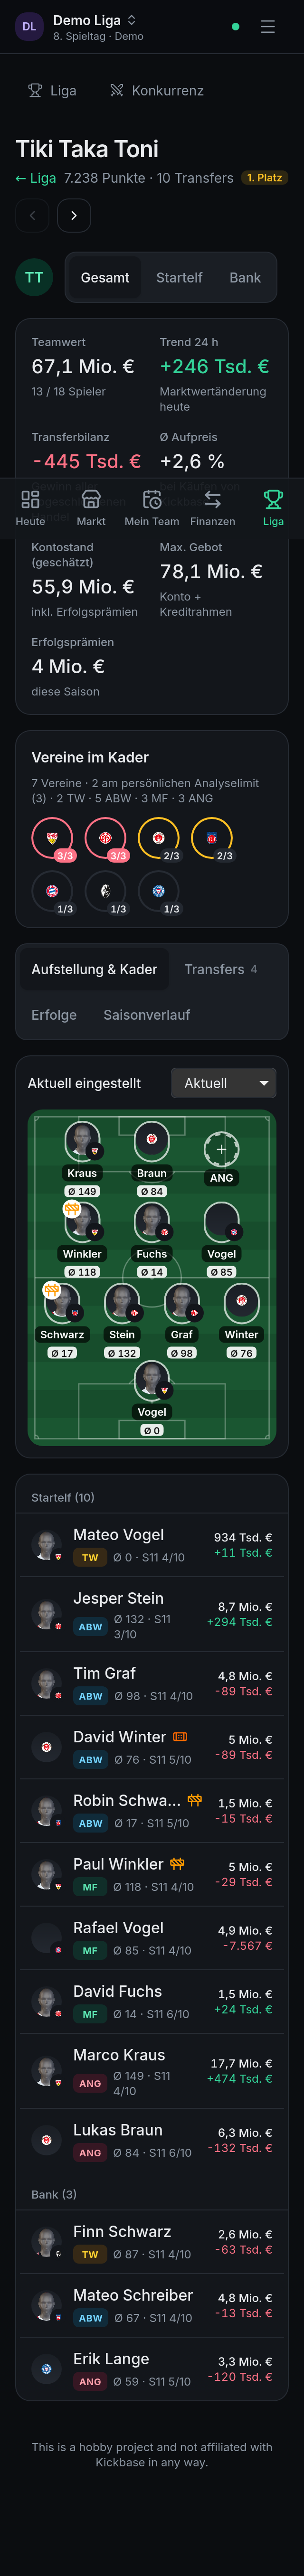 DL
Demo Liga
8. Spieltag · Demo
Liga
Konkurrenz
Tiki Taka Toni
← Liga 7.238 Punkte · 10 Transfers 1. Platz
TT
Gesamt
Startelf
Bank
Teamwert
67,1 Mio. €
13 / 18 Spieler
Trend 24 h
+246 Tsd. €
Marktwertänderung
heute
Transferbilanz
-445 Tsd. €
Ø Aufpreis
+2,6 %
Heute
Markt
Mein Team
Finanzen
Liga
Kontostand
(geschätzt)
55,9 Mio. €
inkl. Erfolgsprämien
Max. Gebot
78,1 Mio. €
Konto +
Kreditrahmen
Erfolgsprämien
4 Mio. €
diese Saison
Vereine im Kader
7 Vereine · 2 am persönlichen Analyselimit
(3) · 2 TW · 5 ABW · 3 MF · 3 ANG
3/3
3/3
2/3
2/3
1/3
1/3
1/3
Aufstellung & Kader
Transfers 4
Erfolge
Saisonverlauf
Aktuell eingestellt
Aktuell
Kraus
Ø 149
Braun
Ø 84
+
ANG
Winkler
Ø 118
Fuchs
Ø 14
Vogel
Ø 85
Schwarz
Ø 17
Stein
Ø 132
Graf
Ø 98
Winter
Ø 76
Vogel
Ø 0
Startelf (10)
Mateo Vogel
TW Ø 0 · S11 4/10
934 Tsd. €
+11 Tsd. €
Jesper Stein
ABW Ø 132 · S11
3/10
8,7 Mio. €
+294 Tsd. €
Tim Graf
ABW Ø 98 · S11 4/10
4,8 Mio. €
-89 Tsd. €
David Winter
ABW Ø 76 · S11 5/10
5 Mio. €
-89 Tsd. €
Robin Schwa...
ABW Ø 17 · S11 5/10
1,5 Mio. €
-15 Tsd. €
Paul Winkler
MF Ø 118 · S11 4/10
5 Mio. €
-29 Tsd. €
Rafael Vogel
MF Ø 85 · S11 4/10
4,9 Mio. €
-7.567 €
David Fuchs
MF Ø 14 · S11 6/10
1,5 Mio. €
+24 Tsd. €
Marco Kraus
ANG Ø 149 · S11
4/10
17,7 Mio. €
+474 Tsd. €
Lukas Braun
ANG Ø 84 · S11 6/10
6,3 Mio. €
-132 Tsd. €
Bank (3)
Finn Schwarz
TW Ø 87 · S11 4/10
2,6 Mio. €
-63 Tsd. €
Mateo Schreiber
ABW Ø 67 · S11 4/10
4,8 Mio. €
-13 Tsd. €
Erik Lange
ANG Ø 59 · S11 5/10
3,3 Mio. €
-120 Tsd. €
This is a hobby project and not affiliated with
Kickbase in any way.